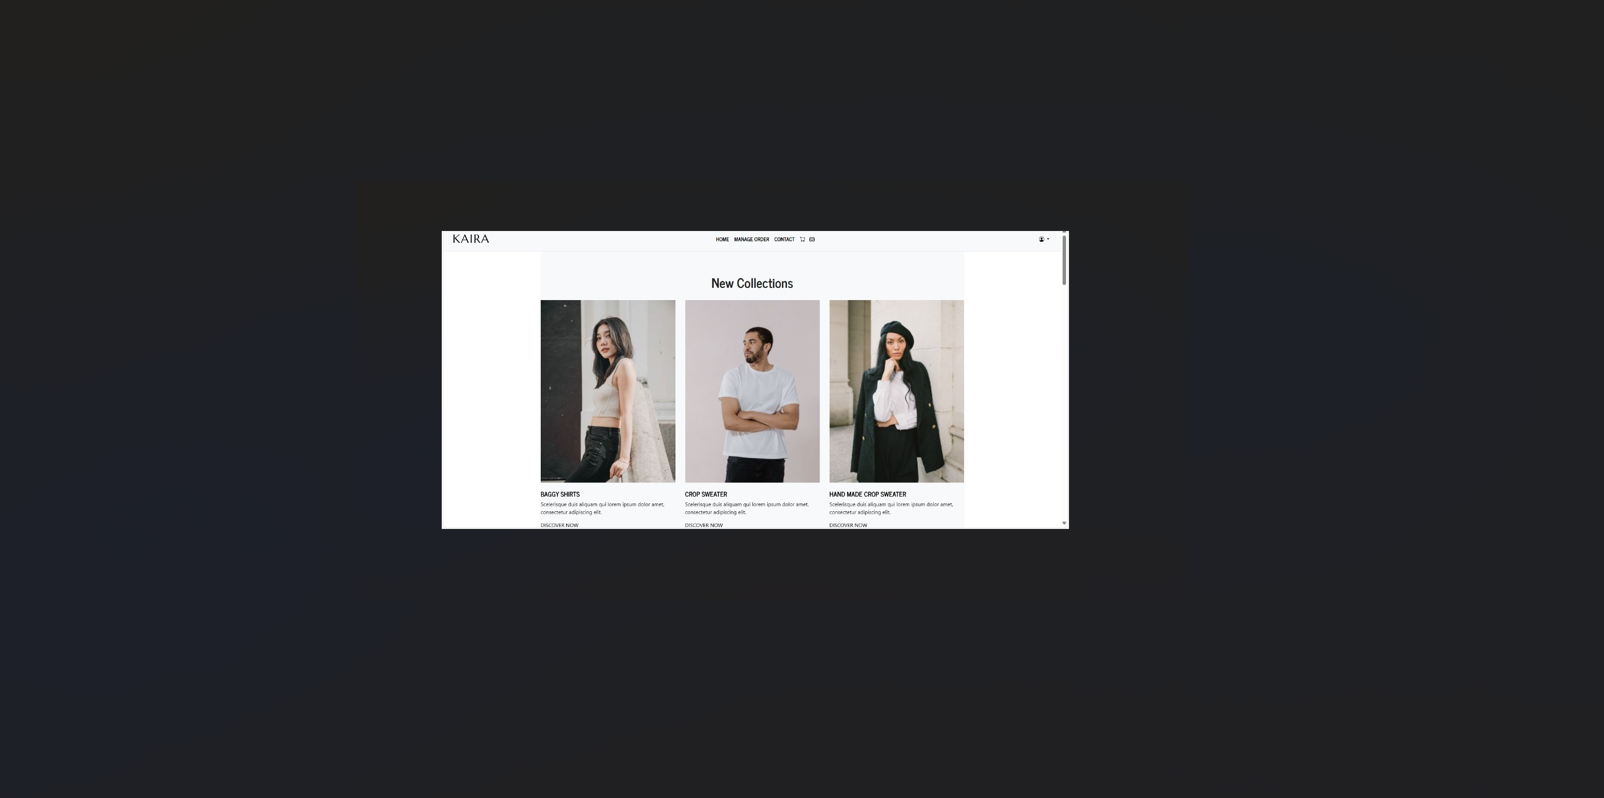 KAIRA
HOME MANAGE ORDER CONTACT
New Collections
BAGGY SHIRTS
Scelerisque duis aliquam qui lorem ipsum dolor amet,
consectetur adipiscing elit.
DISCOVER NOW
CROP SWEATER
Scelerisque duis aliquam qui lorem ipsum dolor amet,
consectetur adipiscing elit.
DISCOVER NOW
HAND MADE CROP SWEATER
Scelerisque duis aliquam qui lorem ipsum dolor amet,
consectetur adipiscing elit.
DISCOVER NOW